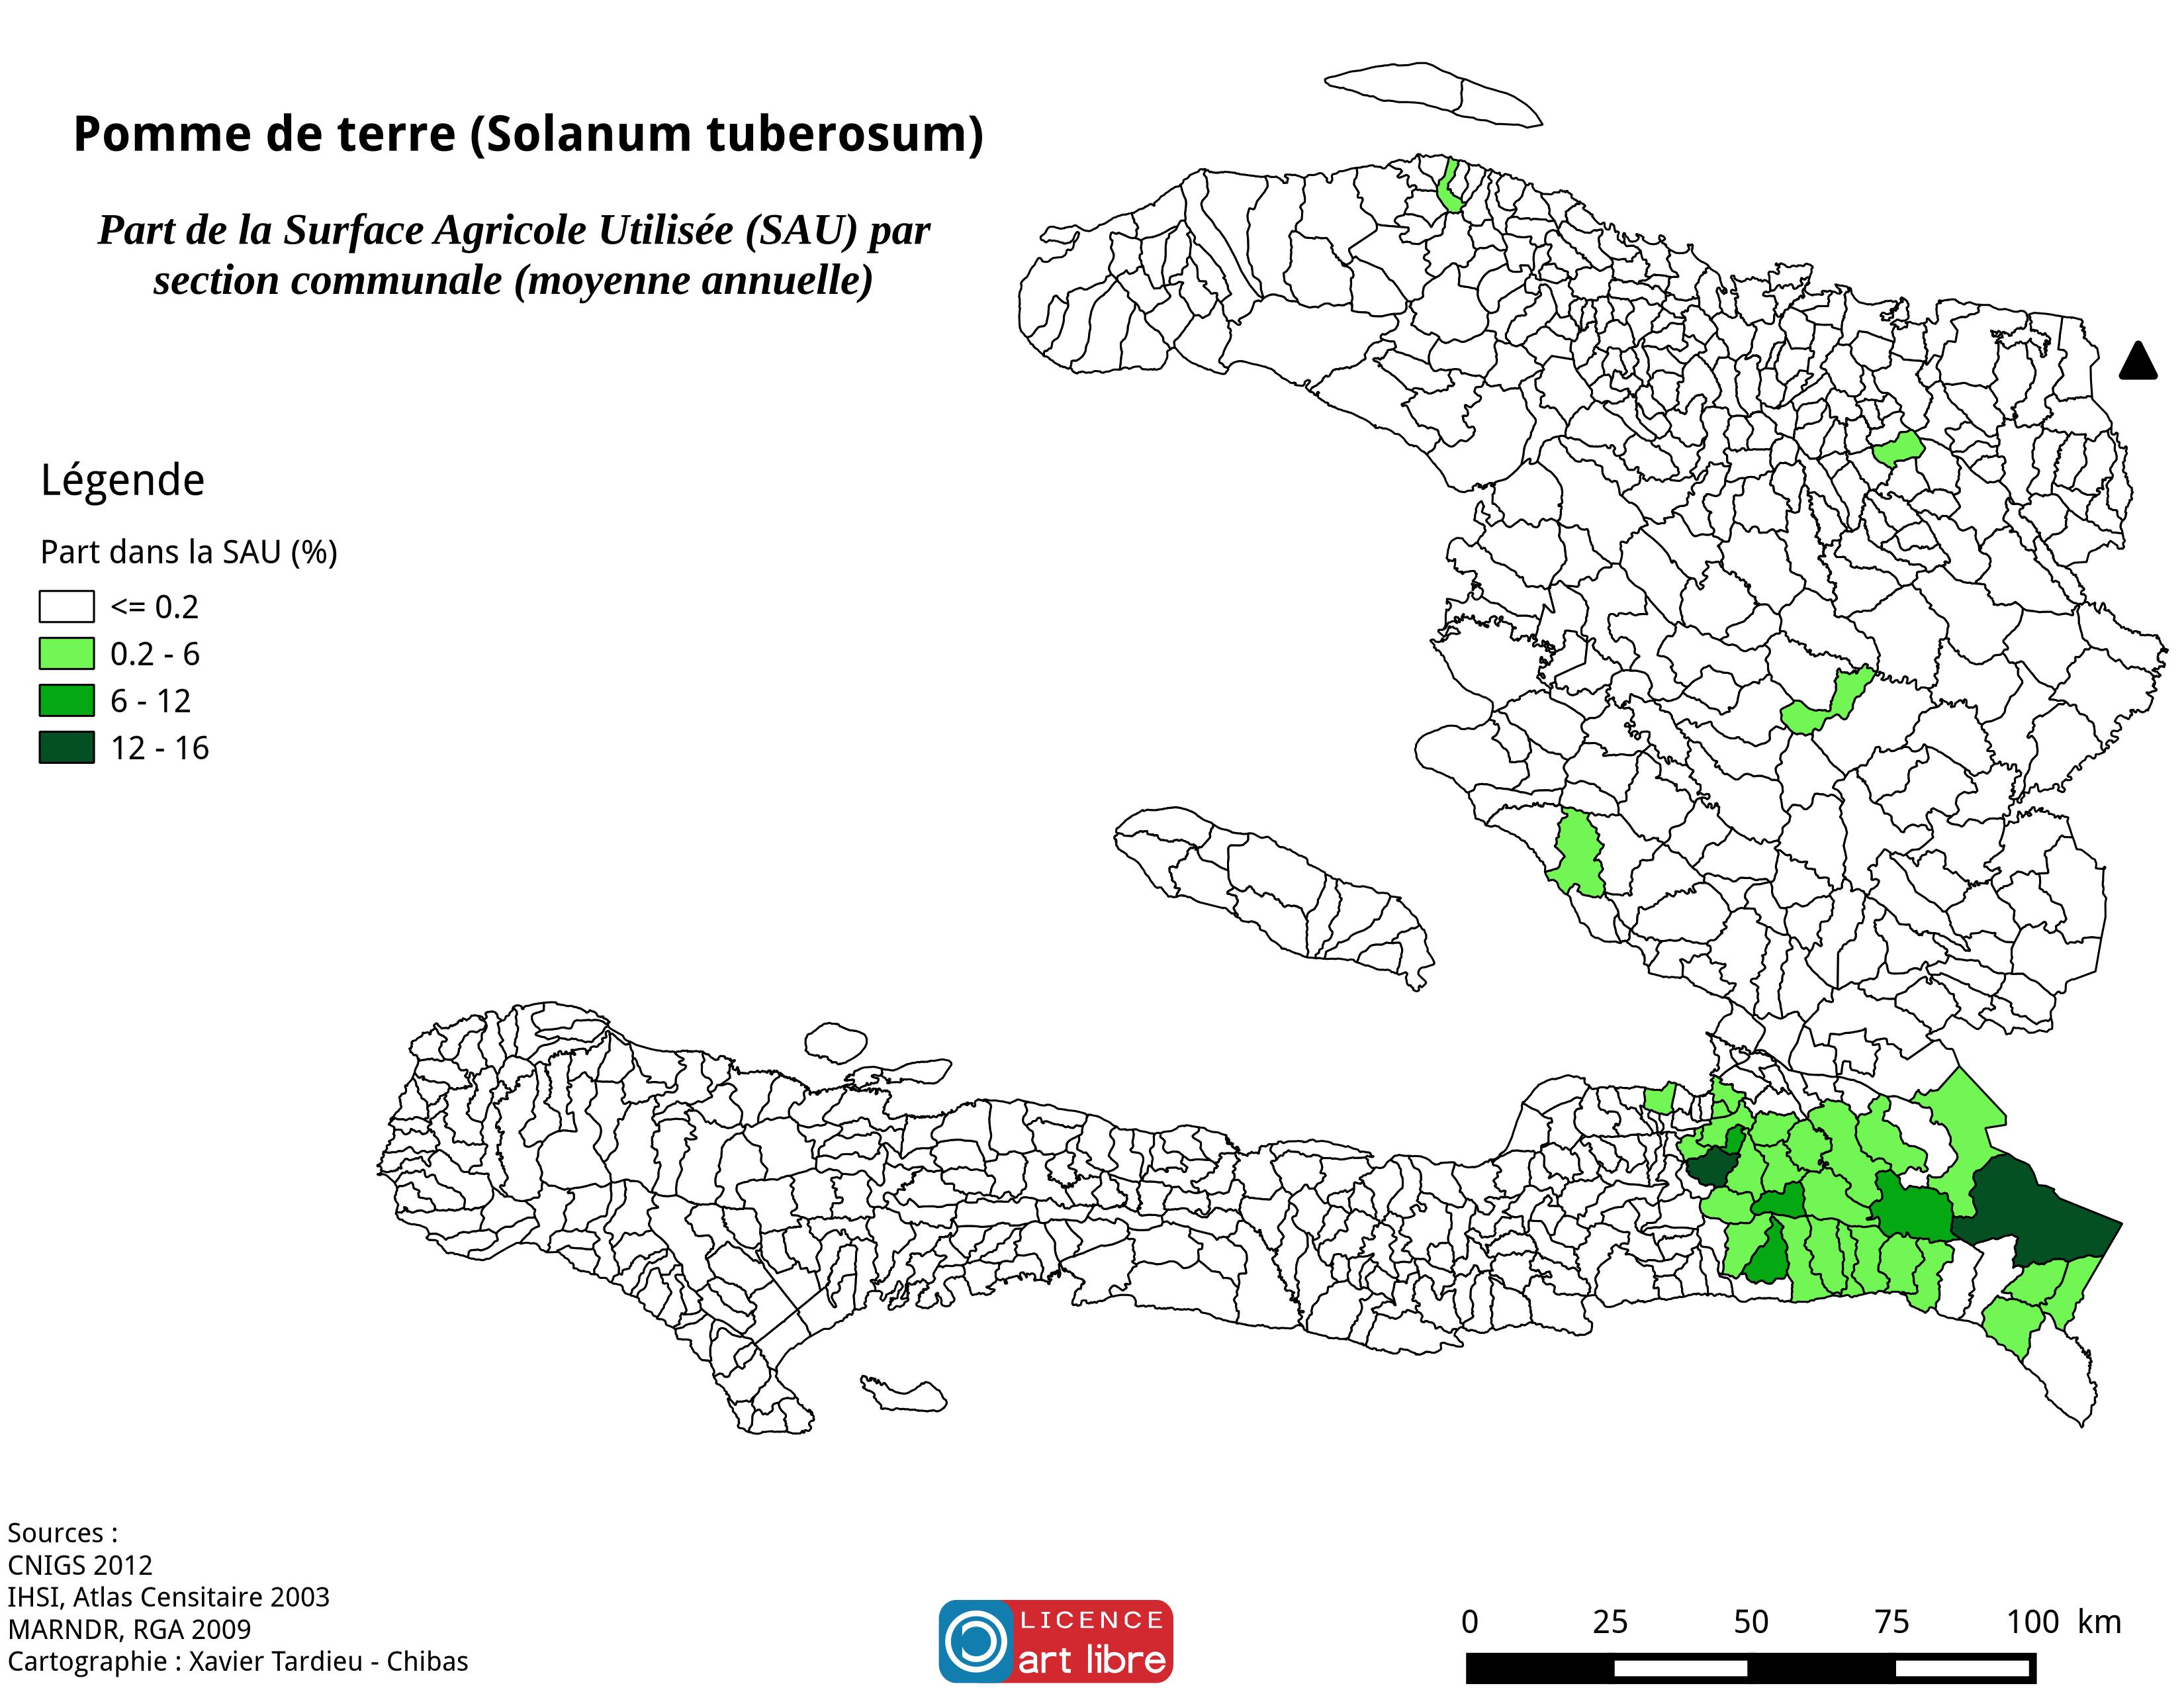 Pomme de terre (Solanum tuberosum)
Part de la Surface Agricole Utilisée (SAU) par
section communale (moyenne annuelle)
Légende
Part dans la SAU (%)
<= 0.2
0.2 - 6
6 - 12
12 - 16
Sources :
CNIGS 2012
IHSI, Atlas Censitaire 2003
MARNDR, RGA 2009
Cartographie : Xavier Tardieu - Chibas
LICENCE
art libre
0 25 50 75 100 km